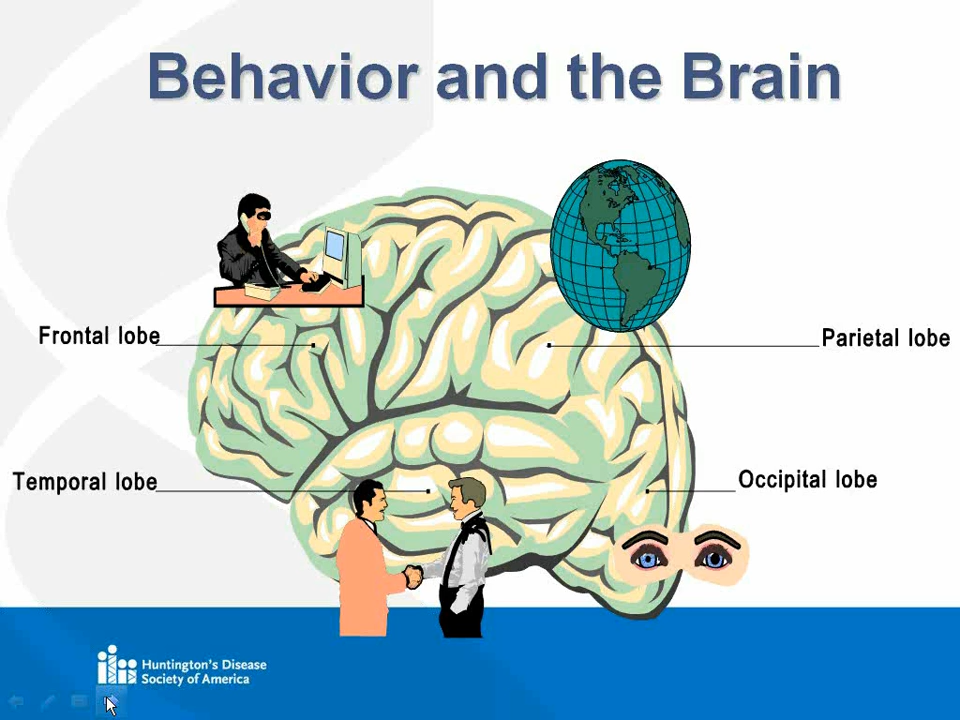 Behavior and the Brain
Frontal lobe
Parietal lobe
Temporal lobe
Occipital lobe
Huntington's Disease
Society of America